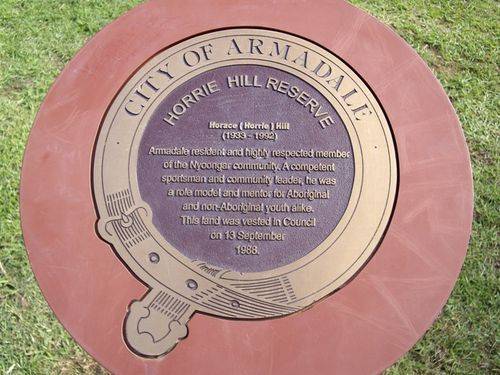 CITY OF ARMADALE
HORRIE HILL RESERVE
Horace (Horrie) Hill
(1933 - 1992)
Armadale resident and highly respected member
of the Nyoongar community. A competent
sportsman and community leader, he was
a role model and mentor for Aboriginal
and non-Aboriginal youth alike.
This land was vested in Council
on 13 September
1988.